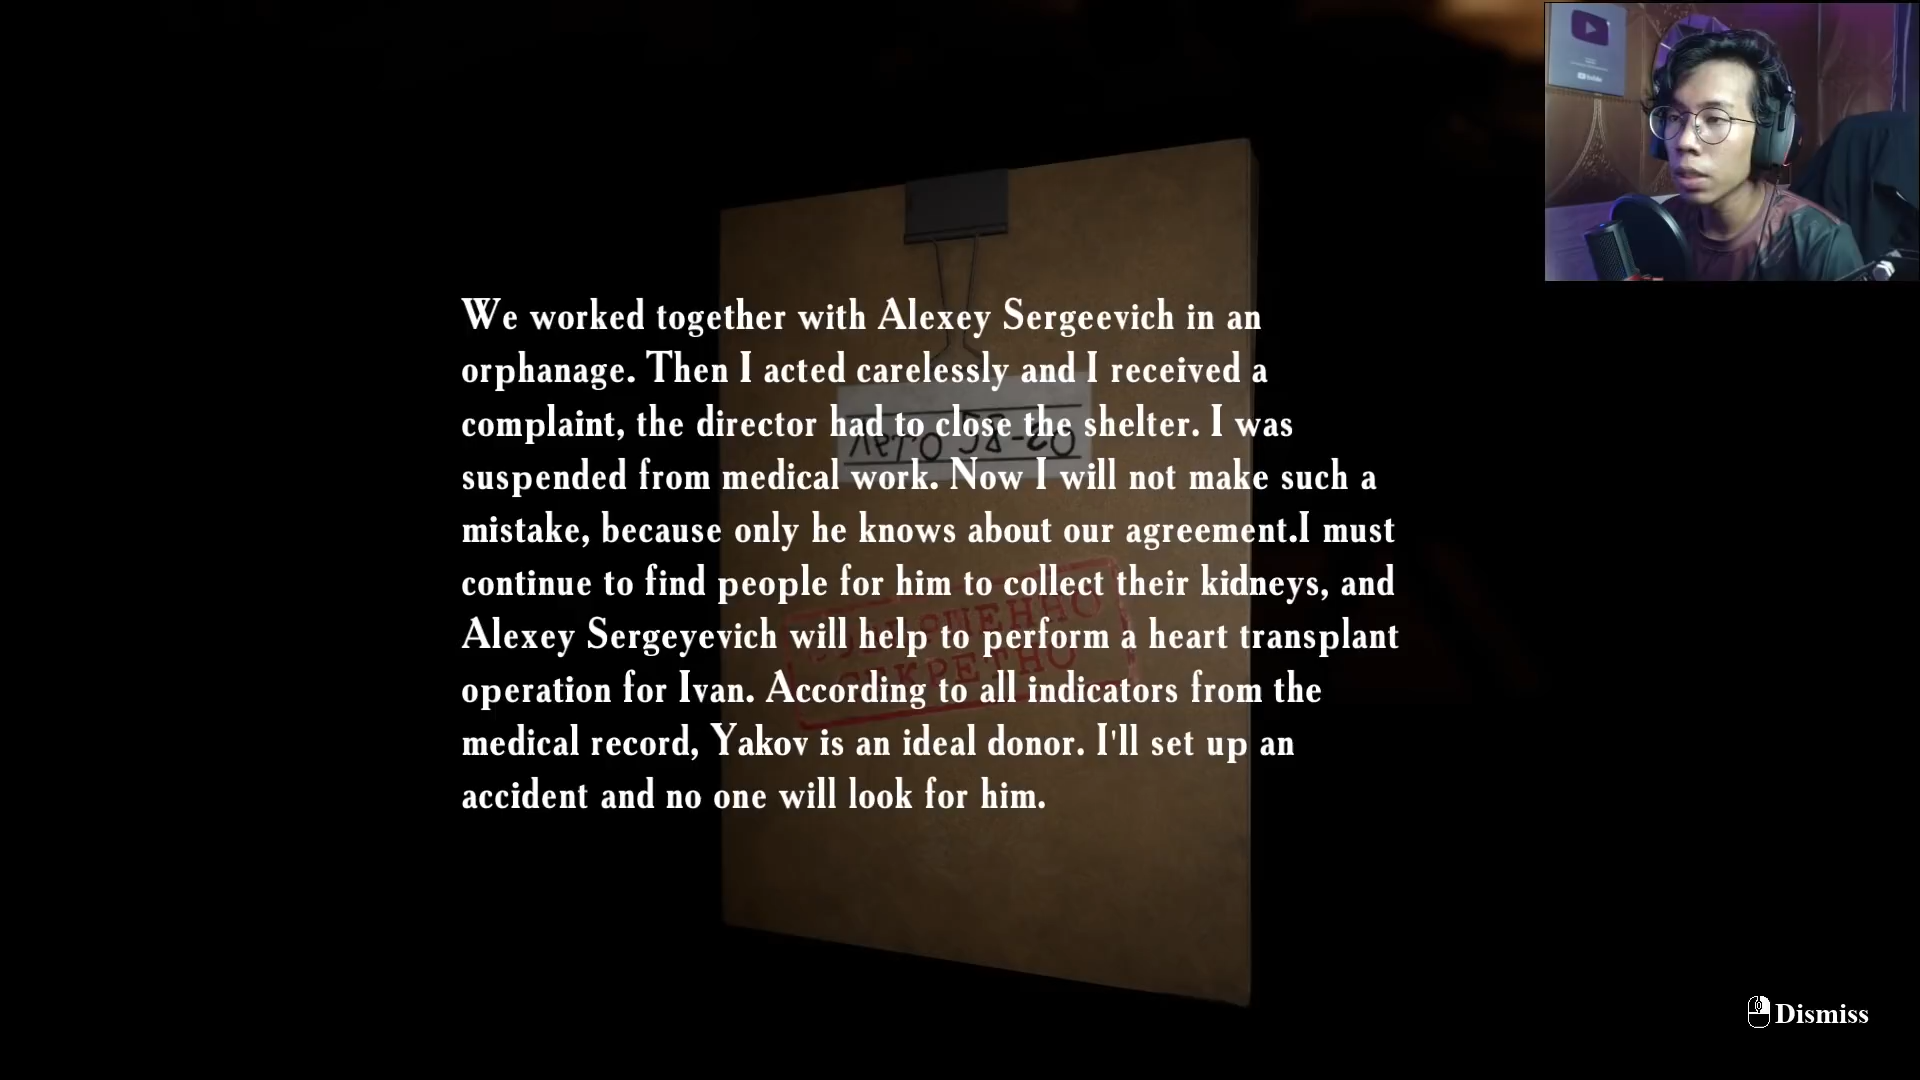 We worked together with Alexey Sergeevich in an
orphanage. Then I acted carelessly and I received a
complaint, the director had to close the shelter. I was
suspended from medical work. Now I will not make such a
mistake, because only he knows about our agreement.I must
continue to find people for him to collect their kidneys, and
Alexey Sergeyevich will help to perform a heart transplant
operation for Ivan. According to all indicators from the
medical record, Yakov is an ideal donor. I'll set up an
accident and no one will look for him.
Dismiss